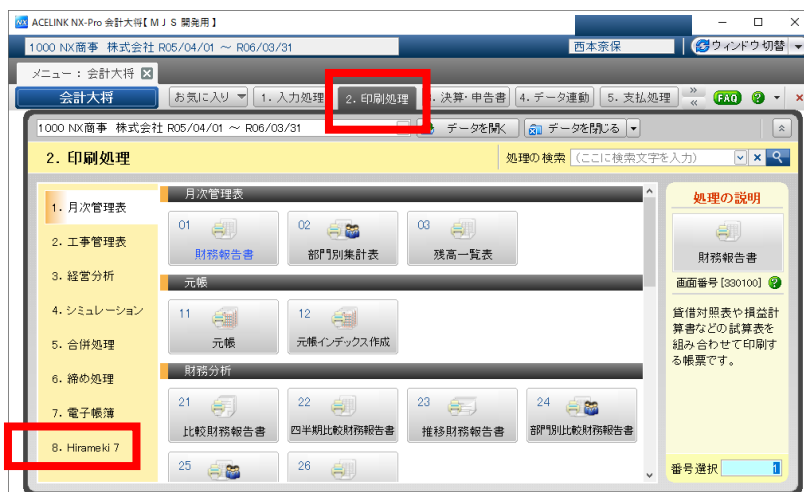 ACELINK NX-Pro 会計大将【ＭＪＳ 開発用】
1000 NX商事 株式会社 R05/04/01 ～ R06/03/31 西本奈保 ウィンドウ切替
メニュー：会計大将
会計大将 お気に入り 1. 入力処理 2. 印刷処理 . 決算・申告書 4. データ連動 5. 支払処理 FAQ
1000 NX商事 株式会社 R05/04/01 ～ R06/03/31 データを開く データを閉じる
2. 印刷処理 処理の検索 (ここに検索文字を入力)
1. 月次管理表
2. 工事管理表
3. 経営分析
4. シミュレーション
5. 合併処理
6. 締め処理
7. 電子帳簿
8. Hirameki 7
月次管理表
01 財務報告書
02 部門別集計表
03 残高一覧表
元帳
11 元帳
12 元帳インデックス作成
財務分析
21 比較財務報告書
22 四半期比較財務報告書
23 推移財務報告書
24 部門別比較財務報告書
25
26
処理の説明
財務報告書
画面番号 [330100]
貸借対照表や損益計
算書などの試算表を
組み合わせて印刷す
る帳票です。
番号選択 1